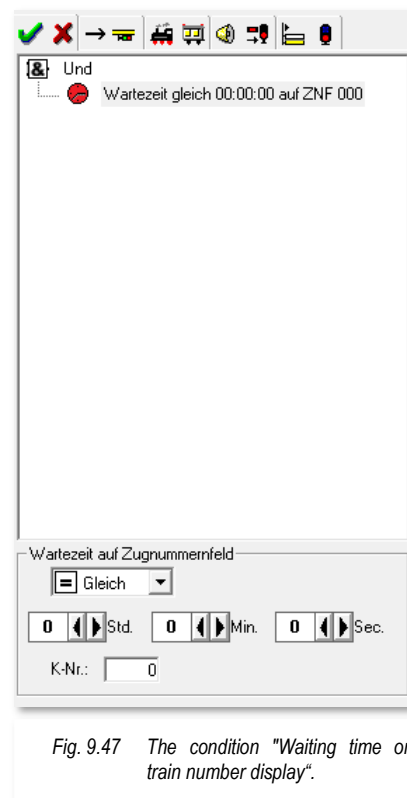 & Und
Wartezeit gleich 00:00:00 auf ZNF 000
Wartezeit auf Zugnummernfeld
= Gleich
0 Std. 0 Min. 0 Sec.
K-Nr.: 0
Fig. 9.47 The condition "Waiting time
train number display“.